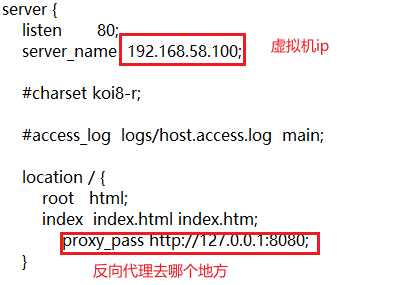 server {
listen 80;
server_name 192.168.58.100;
虚拟机ip
#charset koi8-r;
#access_log logs/host.access.log main;
location / {
root html;
index index.html index.htm;
proxy_pass http://127.0.0.1:8080;
}
反向代理去哪个地方